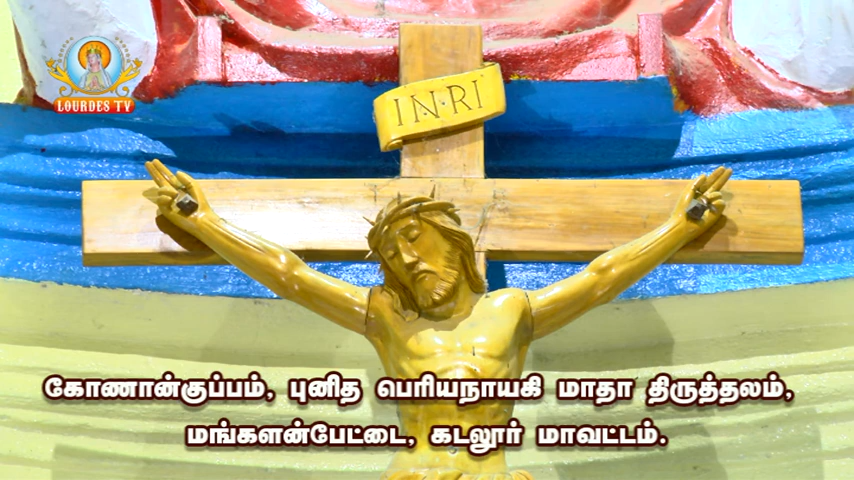 LOURDES TV
INRI
கோணான்குப்பம், புனித பெரியநாயகி மாதா திருத்தலம்,
மங்களன்பேட்டை, கடலூர் மாவட்டம்.